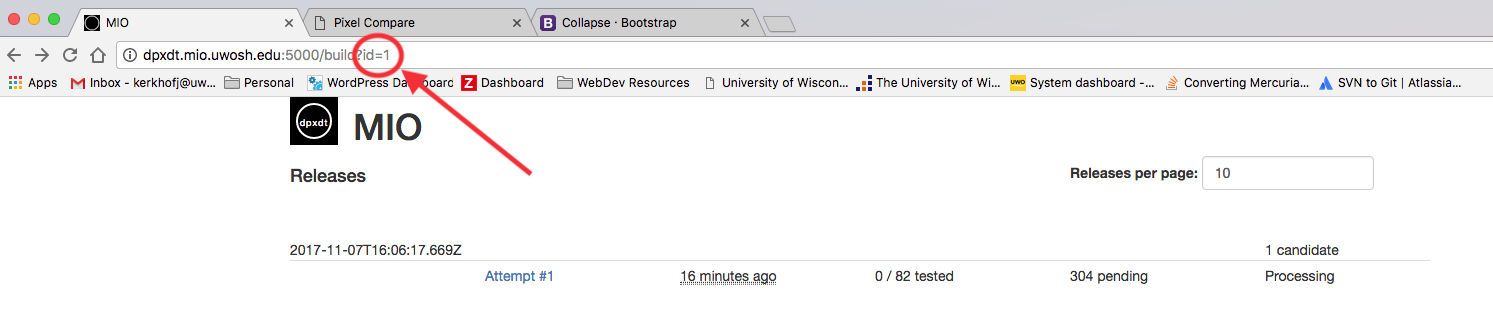 MIO
Pixel Compare
Collapse · Bootstrap
dpxdt.mio.uwosh.edu:5000/build?id=1
Apps Inbox - kerkhofj@uw... Personal WordPress Dashboard Dashboard WebDev Resources University of Wiscon... The University of Wi... System dashboard -... Converting Mercuria... SVN to Git | Atlassia...
dpxdt MIO
Releases Releases per page: 10
2017-11-07T16:06:17.669Z 1 candidate
Attempt #1 16 minutes ago 0 / 82 tested 304 pending Processing